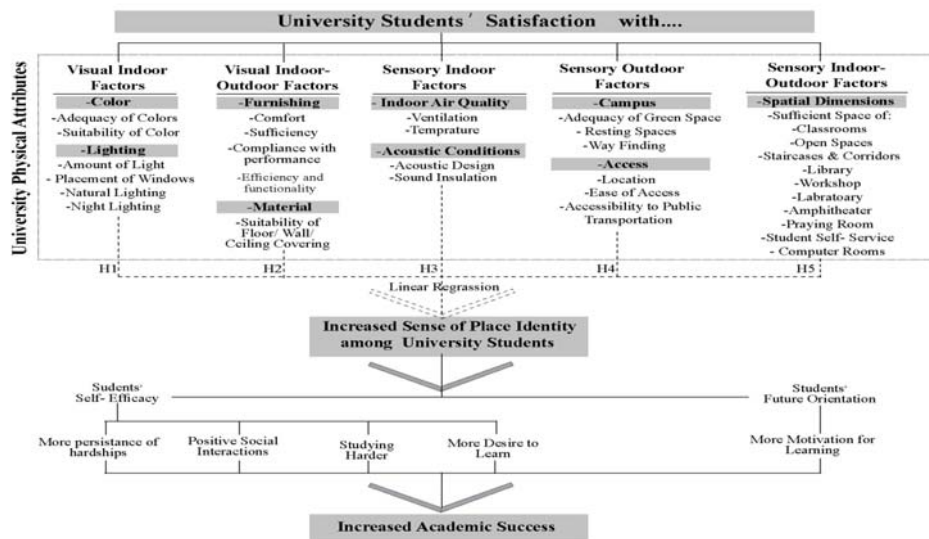 University Students' Satisfaction with....
University Physical Attributes
Visual Indoor
Factors
-Color
-Adequacy of Colors
-Suitability of Color
-Lighting
-Amount of Light
-Placement of Windows
-Natural Lighting
-Night Lighting
Visual Indoor-
Outdoor Factors
-Furnishing
-Comfort
-Sufficiency
-Compliance with
performance
-Efficiency and
functionality
-Material
-Suitability of
Floor/ Wall/
Ceiling Covering
Sensory Indoor
Factors
-Indoor Air Quality
-Ventilation
-Temprature
-Acoustic Conditions
-Acoustic Design
-Sound Insulation
Sensory Outdoor
Factors
-Campus
-Adequacy of Green Space
-Resting Spaces
-Way Finding
-Access
-Location
-Ease of Access
-Accessibility to Public
Transportation
Sensory Indoor-
Outdoor Factors
-Spatial Dimensions
-Sufficient Space of:
-Classrooms
-Open Spaces
-Staircases & Corridors
-Library
-Workshop
-Labratoary
-Amphitheater
-Praying Room
-Student Self- Service
- Computer Rooms
H1
H2
H3
H4
H5
Linear Regrassion
Increased Sense of Place Identity
among University Students
Sudents'
Self- Efficacy
Students'
Future Orientation
More persistance of
hardships
Positive Social
Interactions
Studying
Harder
More Desire to
Learn
More Motivation for
Learning
Increased Academic Success